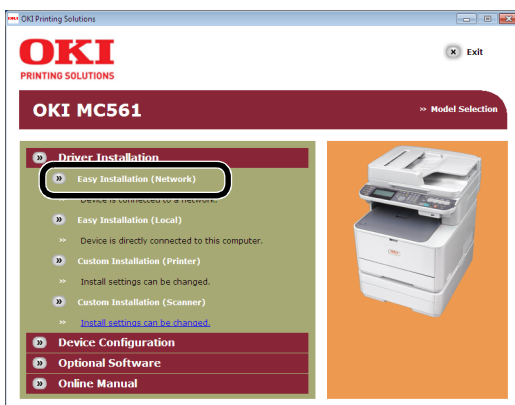 OKI OKI Printing Solutions
OKI
PRINTING SOLUTIONS
Exit
OKI MC561
» Model Selection
Driver Installation
Easy Installation (Network)
Device is connected to a network.
Easy Installation (Local)
» Device is directly connected to this computer.
Custom Installation (Printer)
» Install settings can be changed.
Custom Installation (Scanner)
» Install settings can be changed.
Device Configuration
Optional Software
Online Manual